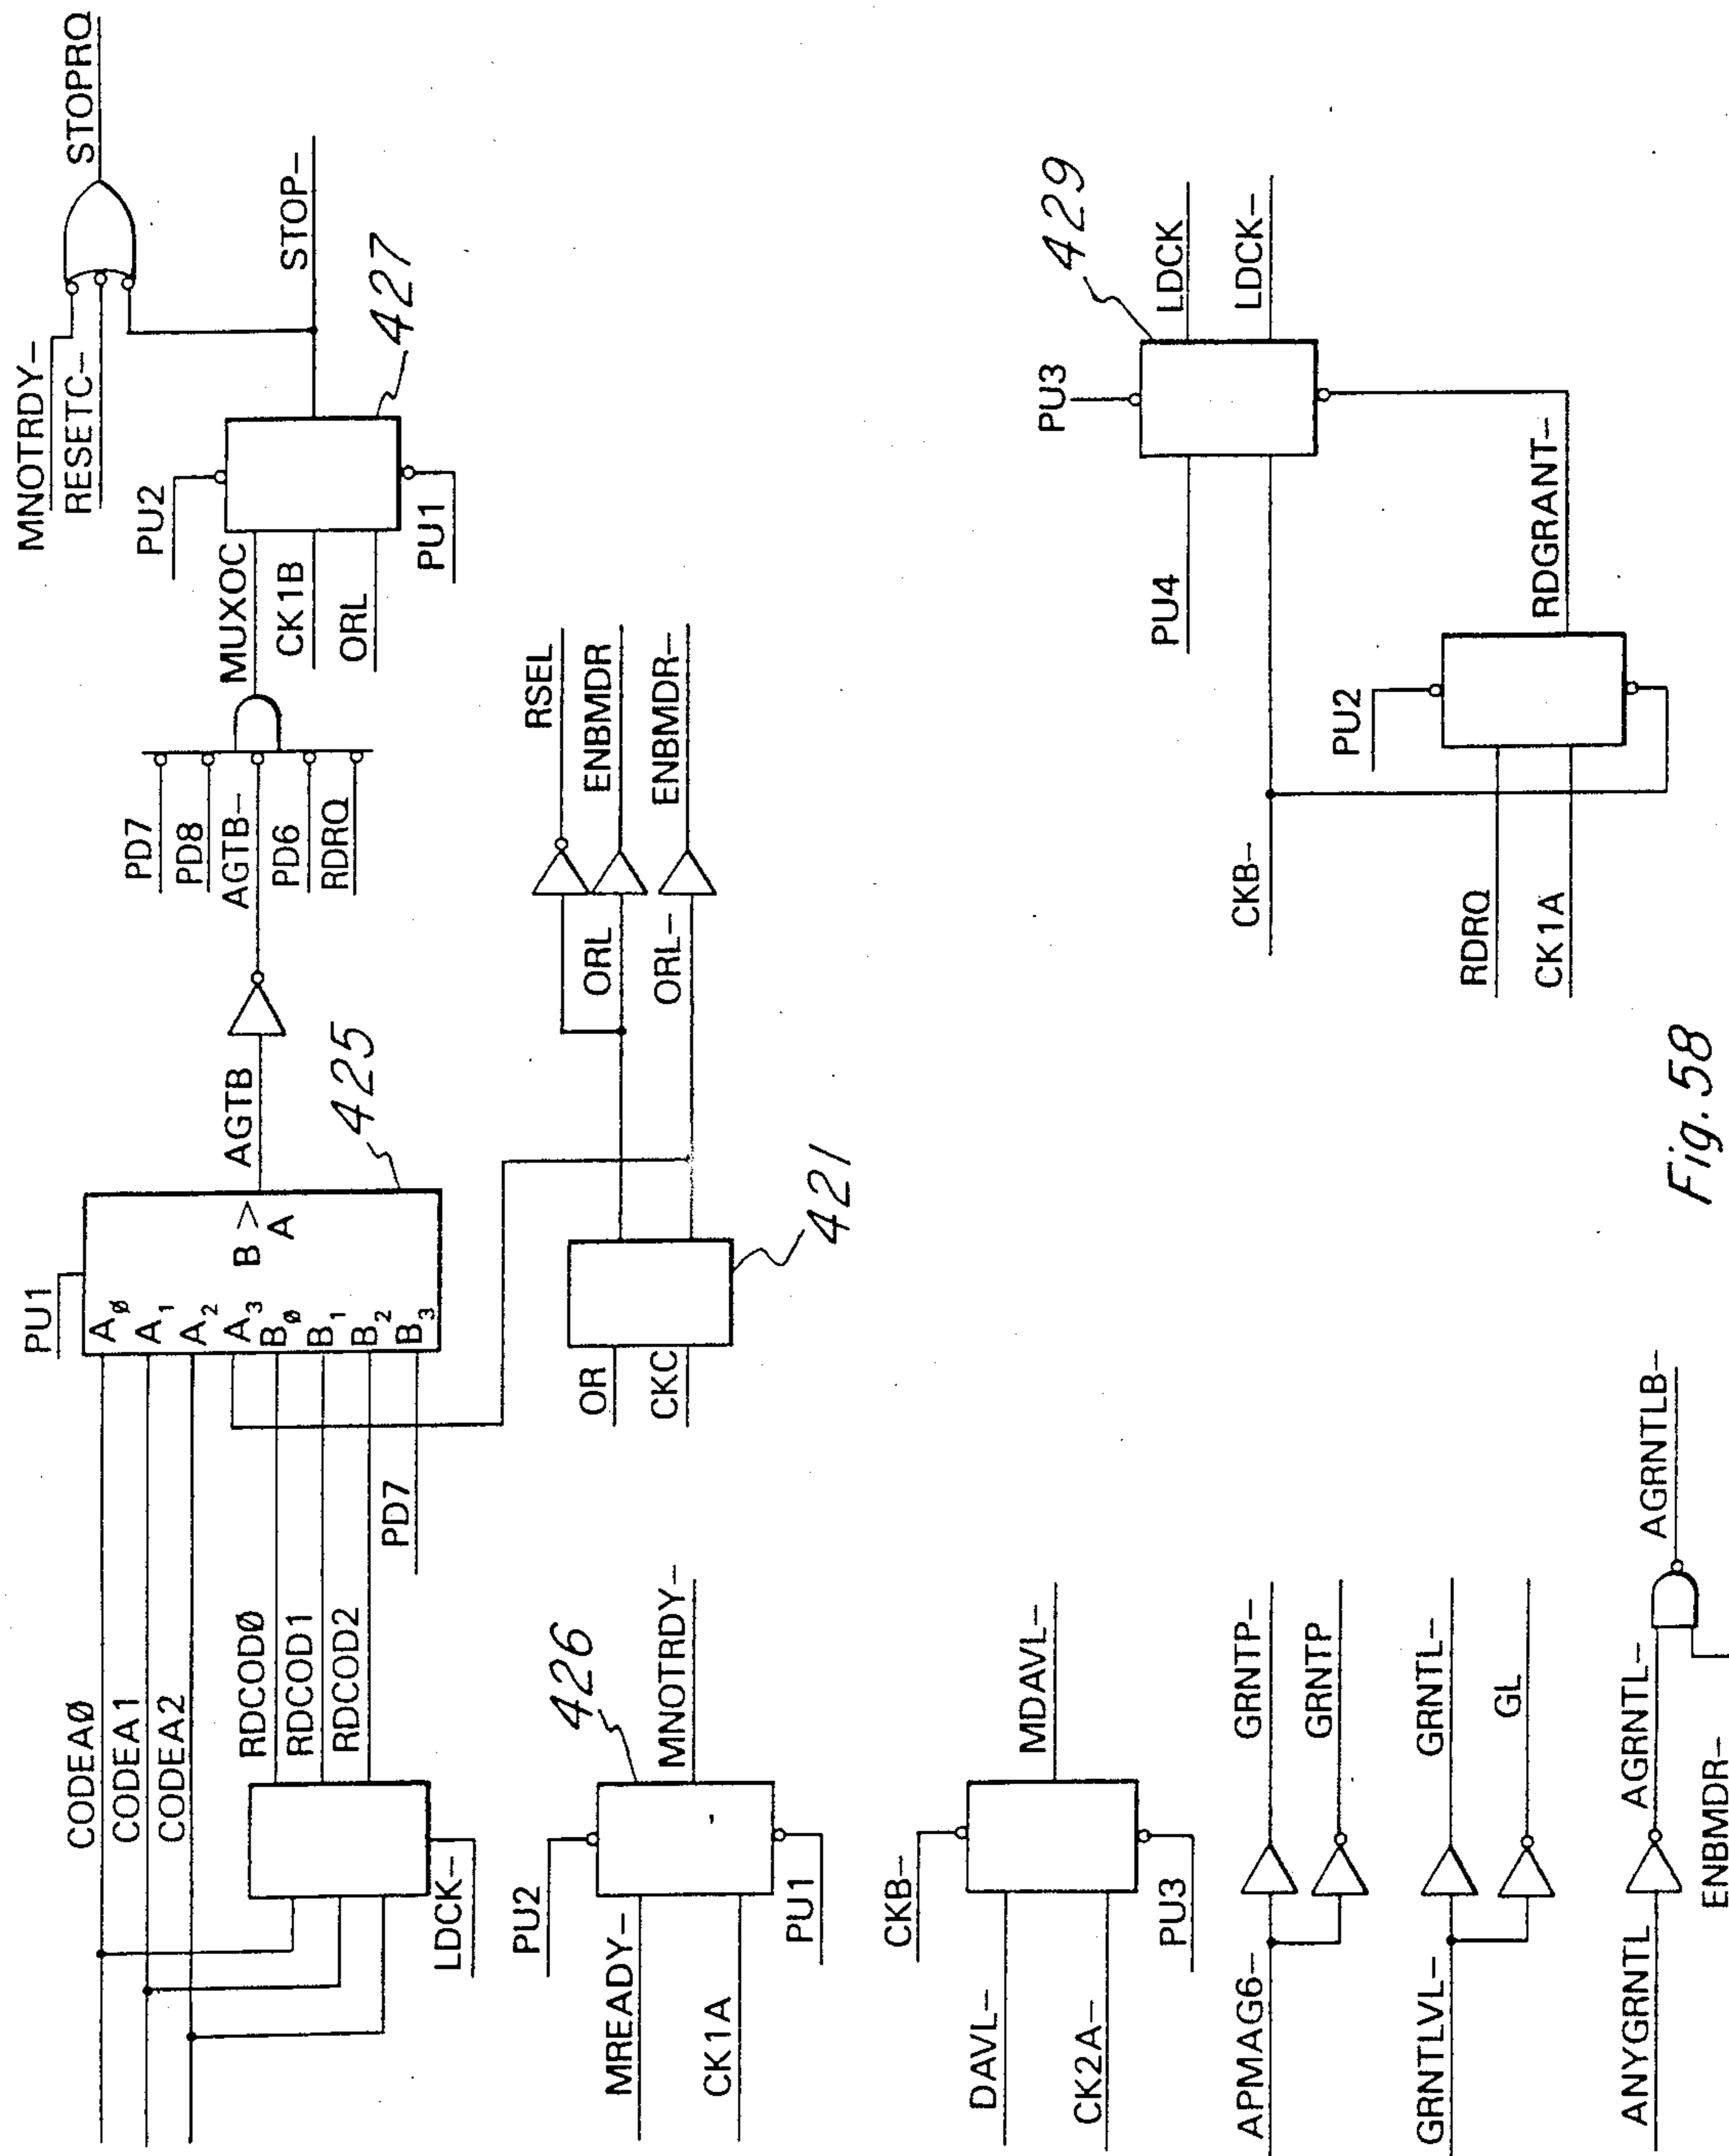 MNOTRDY–
RESETC–
STOPRQ
PU2
MUXOC
CK1B
ORL
PU1
STOP–
427
PD7
PD8
AGTB–
PD6
RDRQ
AGTB
425
PU1
A0
A1
A2
A3
B0
B1
B2
B3
B > A
CODEAØ
CODEA1
CODEA2
RDCODØ
RDCOD1
RDCOD2
PD7
LDCK–
RSEL
ENBMDR
ENBMDR–
ORL
ORL–
OR
CKC
421
PU2
426
MREADY–
CK1A
MNOTRDY–
PU1
CKB–
DAVL–
CK2A–
MDAVL–
PU3
APMAG6–
GRNTP–
GRNTP
GRNTLVL–
GRNTL–
GL
ANYGRNTL
AGRNTL–
ENBMDR–
AGRNTLB–
PU3
429
PU4
LDCK
LDCK–
CKB–
PU2
RDRQ
CK1A
RDGRANT–
Fig. 58